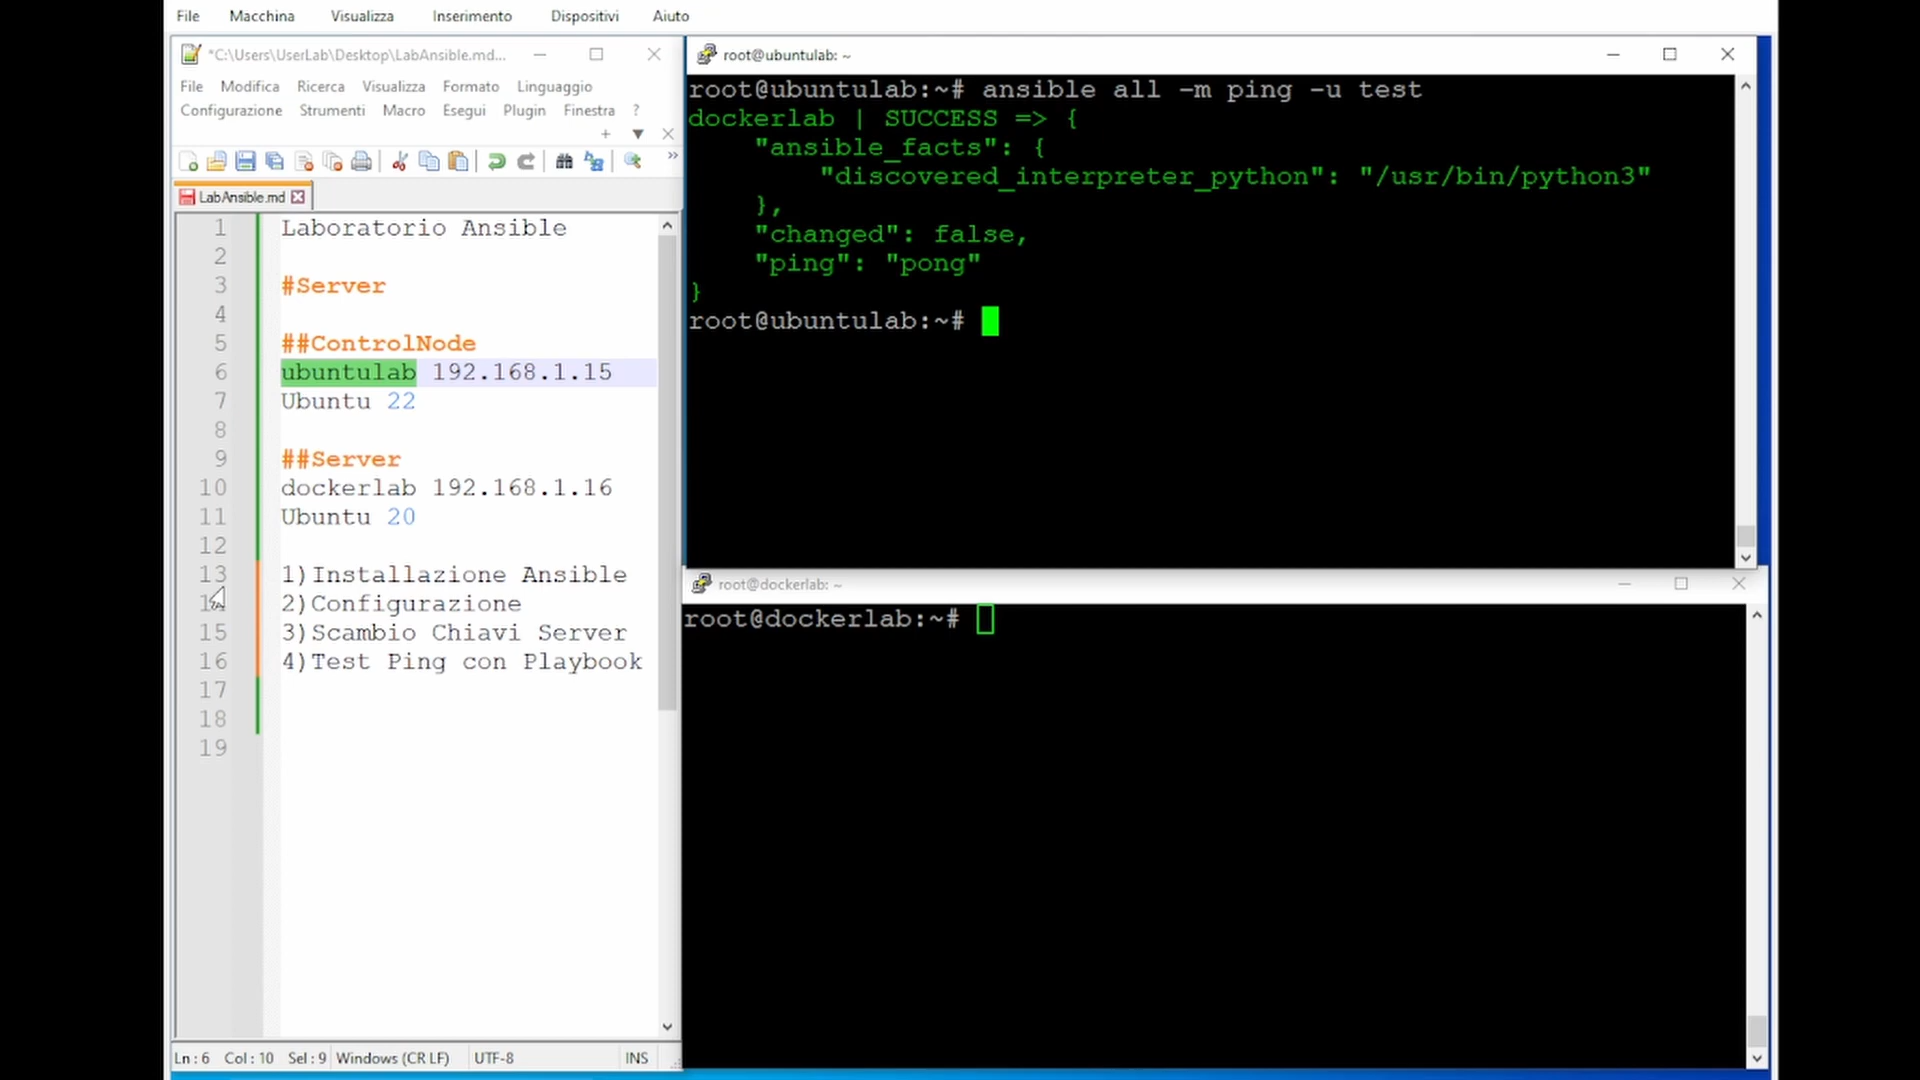 File Macchina Visualizza Inserimento Dispositivi Aiuto
*C:\Users\UserLab\Desktop\LabAnsible.md...
File Modifica Ricerca Visualizza Formato Linguaggio
Configurazione Strumenti Macro Esegui Plugin Finestra ?
LabAnsible.md
1 Laboratorio Ansible
2
3 #Server
4
5 ##ControlNode
6 ubuntulab 192.168.1.15
7 Ubuntu 22
8
9 ##Server
10 dockerlab 192.168.1.16
11 Ubuntu 20
12
13 1)Installazione Ansible
2)Configurazione
15 3)Scambio Chiavi Server
16 4)Test Ping con Playbook
17
18
19
Ln : 6 Col : 10 Sel : 9 Windows (CR LF) UTF-8 INS
root@ubuntulab: ~
root@ubuntulab:~# ansible all -m ping -u test
dockerlab | SUCCESS => {
"ansible_facts": {
"discovered_interpreter_python": "/usr/bin/python3"
},
"changed": false,
"ping": "pong"
}
root@ubuntulab:~#
root@dockerlab: ~
root@dockerlab:~#